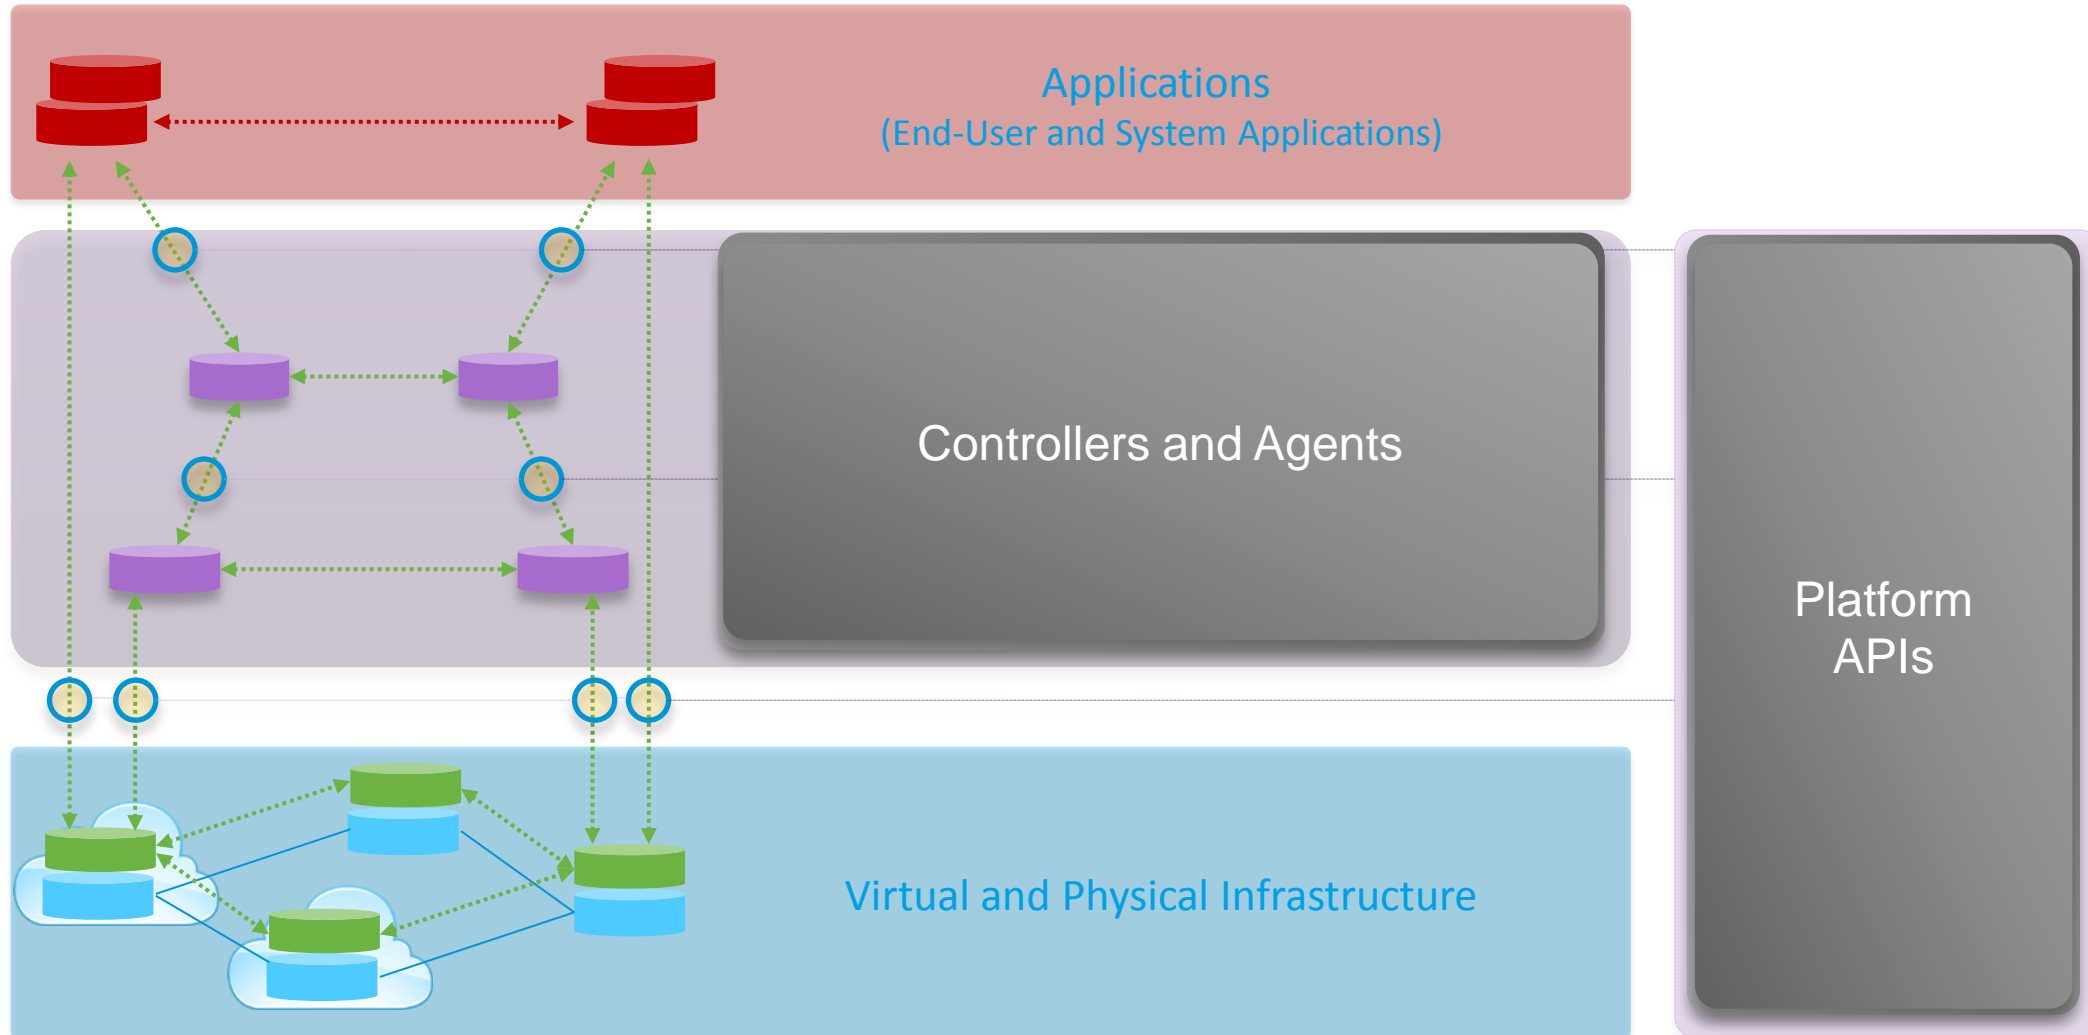 Applications
(End-User and System Applications)
Controllers and Agents
Platform
APIs
Virtual and Physical Infrastructure